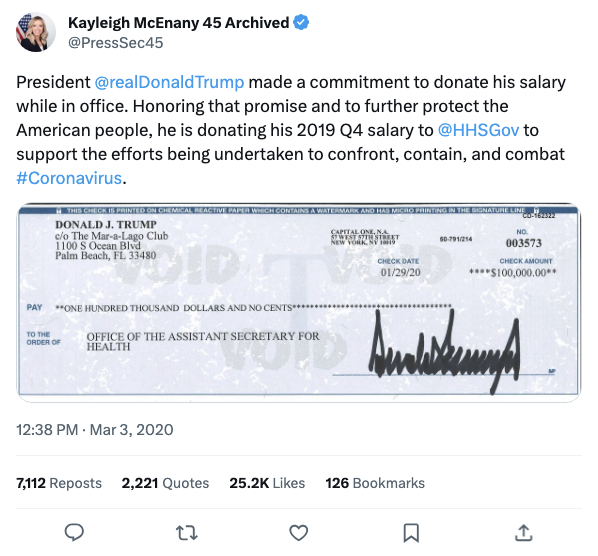 Kayleigh McEnany 45 Archived
@PressSec45
President @realDonaldTrump made a commitment to donate his salary
while in office. Honoring that promise and to further protect the
American people, he is donating his 2019 Q4 salary to @HHSGov to
support the efforts being undertaken to confront, contain, and combat
#Coronavirus.
THIS CHECK IS PRINTED ON CHEMICAL REACTIVE PAPER WHICH CONTAINS A WATERMARK AND HAS MICRO PRINTING IN THE SIGNATURE LINE
CD-162322
DONALD J. TRUMP
c/o The Mar-a-Lago Club
1100 S Ocean Blvd
Palm Beach, FL 33480
CAPITAL ONE, N.A.
57 WEST 57TH STREET
NEW YORK, NY 10019
60-791/214
NO.
003573
CHECK DATE
01/29/20
CHECK AMOUNT
****$100,000.00**
VOID VOID
PAY **ONE HUNDRED THOUSAND DOLLARS AND NO CENTS**************************************
TO THE
ORDER OF
OFFICE OF THE ASSISTANT SECRETARY FOR
HEALTH
VOID
MP
12:38 PM · Mar 3, 2020
7,112 Reposts 2,221 Quotes 25.2K Likes 126 Bookmarks